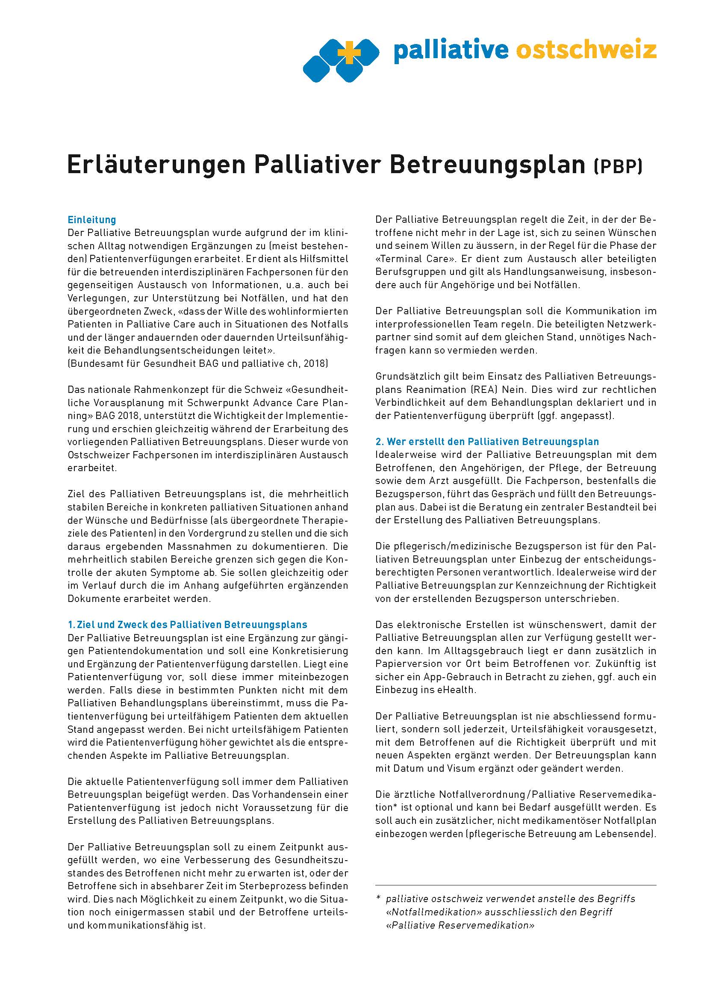 palliative ostschweiz
Erläuterungen Palliativer Betreuungsplan (PBP)
Einleitung
Der Palliative Betreuungsplan wurde aufgrund der im klini-
schen Alltag notwendigen Ergänzungen zu (meist bestehen-
den) Patientenverfügungen erarbeitet. Er dient als Hilfsmittel
für die betreuenden interdisziplinären Fachpersonen für den
gegenseitigen Austausch von Informationen, u.a. auch bei
Verlegungen, zur Unterstützung bei Notfällen, und hat den
übergeordneten Zweck, «dass der Wille des wohlinformierten
Patienten in Palliative Care auch in Situationen des Notfalls
und der länger andauernden oder dauernden Urteilsunfähig-
keit die Behandlungsentscheidungen leitet».
(Bundesamt für Gesundheit BAG und palliative ch, 2018)
Das nationale Rahmenkonzept für die Schweiz «Gesundheit-
liche Vorausplanung mit Schwerpunkt Advance Care Plan-
ning» BAG 2018, unterstützt die Wichtigkeit der Implementie-
rung und erschien gleichzeitig während der Erarbeitung des
vorliegenden Palliativen Betreuungsplans. Dieser wurde von
Ostschweizer Fachpersonen im interdisziplinären Austausch
erarbeitet.
Ziel des Palliativen Betreuungsplans ist, die mehrheitlich
stabilen Bereiche in konkreten palliativen Situationen anhand
der Wünsche und Bedürfnisse (als übergeordnete Therapie-
ziele des Patienten) in den Vordergrund zu stellen und die sich
daraus ergebenden Massnahmen zu dokumentieren. Die
mehrheitlich stabilen Bereiche grenzen sich gegen die Kon-
trolle der akuten Symptome ab. Sie sollen gleichzeitig oder
im Verlauf durch die im Anhang aufgeführten ergänzenden
Dokumente erarbeitet werden.
1. Ziel und Zweck des Palliativen Betreuungsplans
Der Palliative Betreuungsplan ist eine Ergänzung zur gängi-
gen Patientendokumentation und soll eine Konkretisierung
und Ergänzung der Patientenverfügung darstellen. Liegt eine
Patientenverfügung vor, soll diese immer miteinbezogen
werden. Falls diese in bestimmten Punkten nicht mit dem
Palliativen Behandlungsplans übereinstimmt, muss die Pa-
tientenverfügung bei urteilfähigem Patienten dem aktuellen
Stand angepasst werden. Bei nicht urteilsfähigem Patienten
wird die Patientenverfügung höher gewichtet als die entspre-
chenden Aspekte im Palliative Betreuungsplan.
Die aktuelle Patientenverfügung soll immer dem Palliativen
Betreuungsplan beigefügt werden. Das Vorhandensein einer
Patientenverfügung ist jedoch nicht Voraussetzung für die
Erstellung des Palliativen Betreuungsplans.
Der Palliative Betreuungsplan soll zu einem Zeitpunkt aus-
gefüllt werden, wo eine Verbesserung des Gesundheitszu-
standes des Betroffenen nicht mehr zu erwarten ist, oder der
Betroffene sich in absehbarer Zeit im Sterbeprozess befinden
wird. Dies nach Möglichkeit zu einem Zeitpunkt, wo die Situa-
tion noch einigermassen stabil und der Betroffene urteils-
und kommunikationsfähig ist.
Der Palliative Betreuungsplan regelt die Zeit, in der der Be-
troffene nicht mehr in der Lage ist, sich zu seinen Wünschen
und seinem Willen zu äussern, in der Regel für die Phase der
«Terminal Care». Er dient zum Austausch aller beteiligten
Berufsgruppen und gilt als Handlungsanweisung, insbeson-
dere auch für Angehörige und bei Notfällen.
Der Palliative Betreuungsplan soll die Kommunikation im
interprofessionellen Team regeln. Die beteiligten Netzwerk-
partner sind somit auf dem gleichen Stand, unnötiges Nach-
fragen kann so vermieden werden.
Grundsätzlich gilt beim Einsatz des Palliativen Betreuungs-
plans Reanimation (REA) Nein. Dies wird zur rechtlichen
Verbindlichkeit auf dem Behandlungsplan deklariert und in
der Patientenverfügung überprüft (ggf. angepasst).
2. Wer erstellt den Palliativen Betreuungsplan
Idealerweise wird der Palliative Betreuungsplan mit dem
Betroffenen, den Angehörigen, der Pflege, der Betreuung
sowie dem Arzt ausgefüllt. Die Fachperson, bestenfalls die
Bezugsperson, führt das Gespräch und füllt den Betreuungs-
plan aus. Dabei ist die Beratung ein zentraler Bestandteil bei
der Erstellung des Palliativen Betreuungsplans.
Die pflegerisch/medizinische Bezugsperson ist für den Pal-
liativen Betreuungsplan unter Einbezug der entscheidungs-
berechtigten Personen verantwortlich. Idealerweise wird der
Palliative Betreuungsplan zur Kennzeichnung der Richtigkeit
von der erstellenden Bezugsperson unterschrieben.
Das elektronische Erstellen ist wünschenswert, damit der
Palliative Betreuungsplan allen zur Verfügung gestellt wer-
den kann. Im Alltagsgebrauch liegt er dann zusätzlich in
Papierversion vor Ort beim Betroffenen vor. Zukünftig ist
sicher ein App-Gebrauch in Betracht zu ziehen, ggf. auch ein
Einbezug ins eHealth.
Der Palliative Betreuungsplan ist nie abschliessend formu-
liert, sondern soll jederzeit, Urteilsfähigkeit vorausgesetzt,
mit dem Betroffenen auf die Richtigkeit überprüft und mit
neuen Aspekten ergänzt werden. Der Betreuungsplan kann
mit Datum und Visum ergänzt oder geändert werden.
Die ärztliche Notfallverordnung/Palliative Reservemedika-
tion* ist optional und kann bei Bedarf ausgefüllt werden. Es
soll auch ein zusätzlicher, nicht medikamentöser Notfallplan
einbezogen werden (pflegerische Betreuung am Lebensende).
* palliative ostschweiz verwendet anstelle des Begriffs
«Notfallmedikation» ausschliesslich den Begriff
«Palliative Reservemedikation»